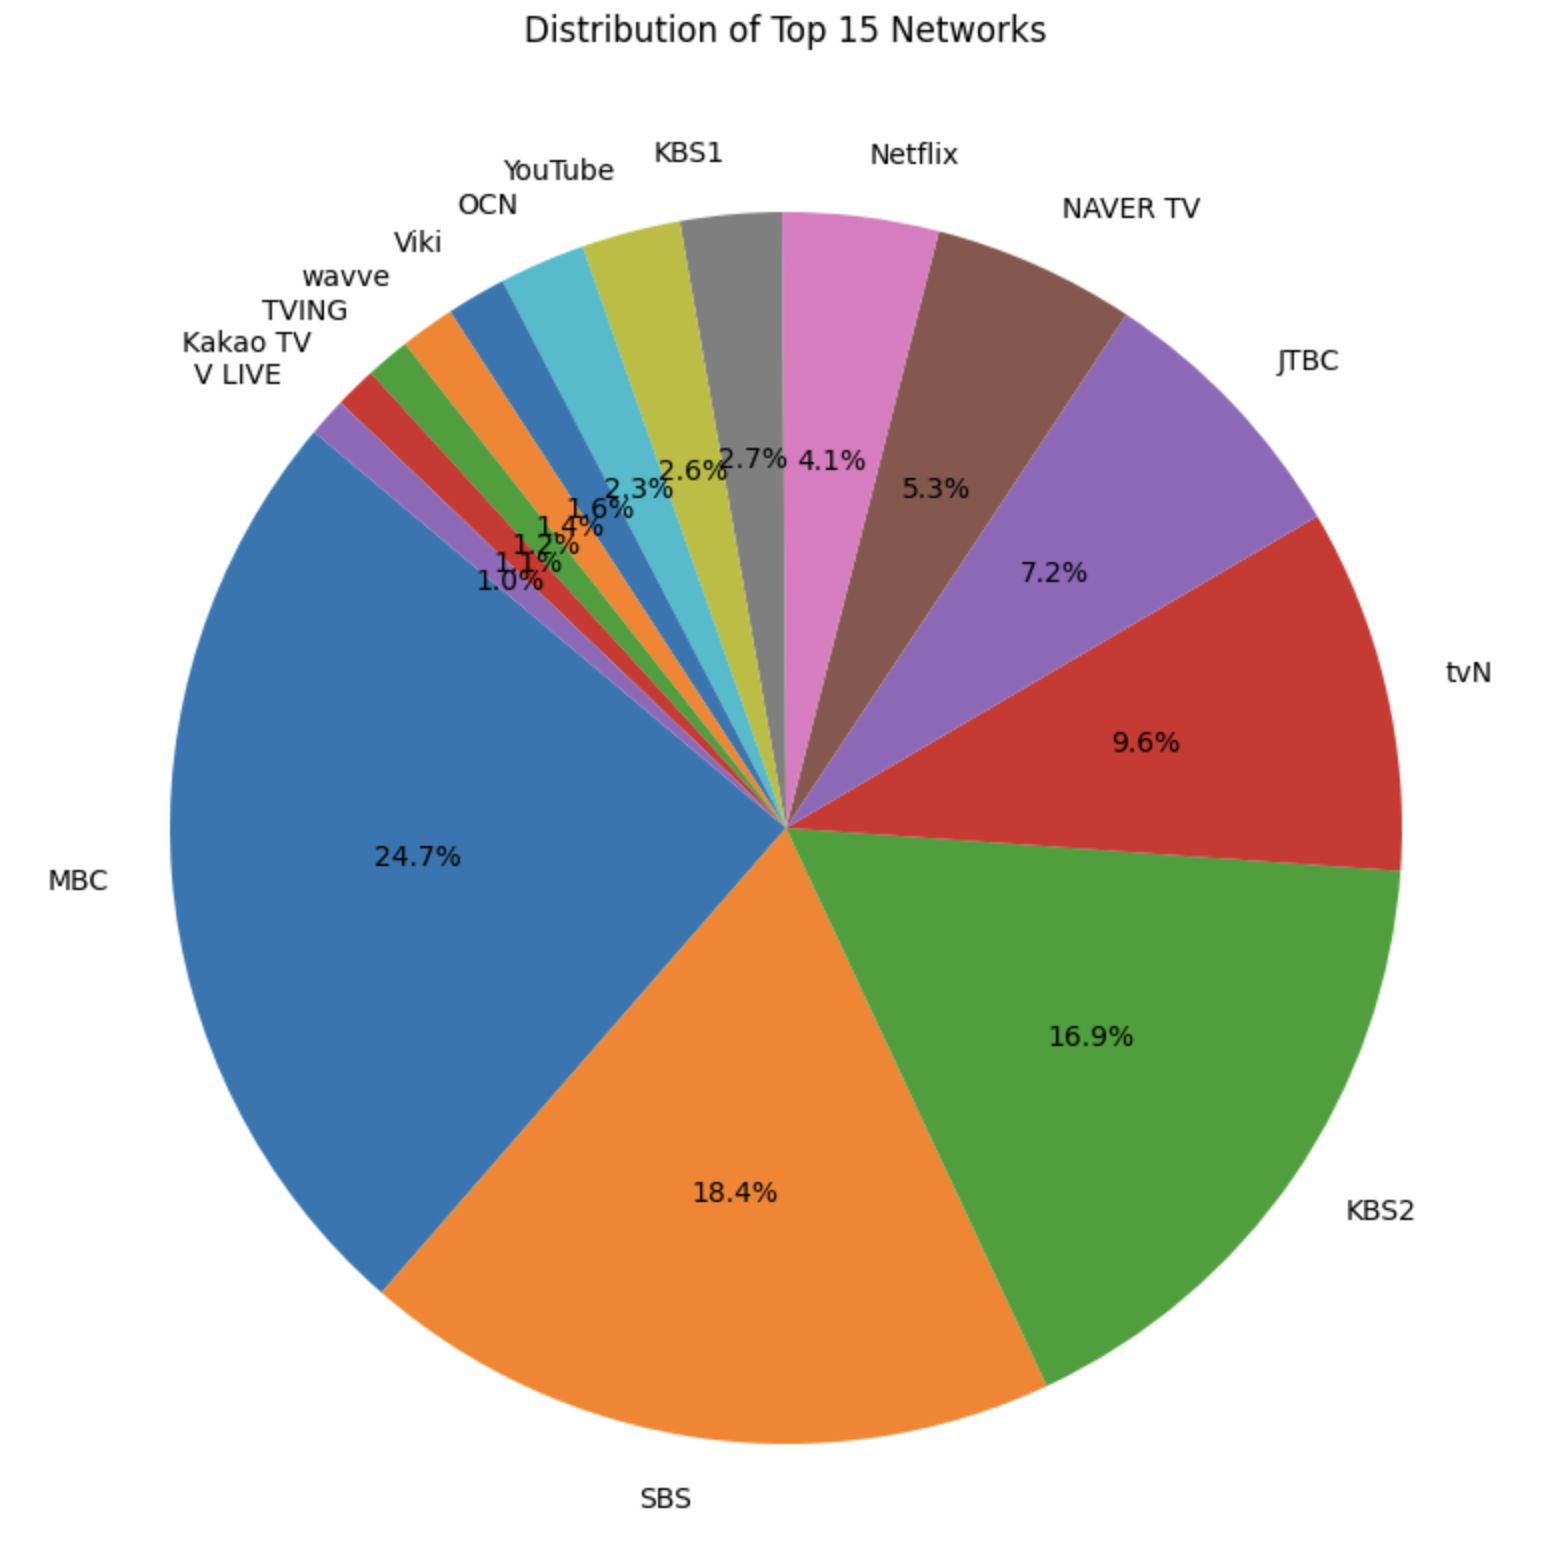 Distribution of Top 15 Networks
KBS1
Netflix
YouTube
OCN
NAVER TV
Viki
wavve
TVING
Kakao TV
V LIVE
JTBC
tvN
MBC
KBS2
SBS
2.7%
4.1%
2.6%
2.3%
5.3%
1.6%
1.4%
1.2%
1.1%
1.0%
7.2%
9.6%
24.7%
16.9%
18.4%